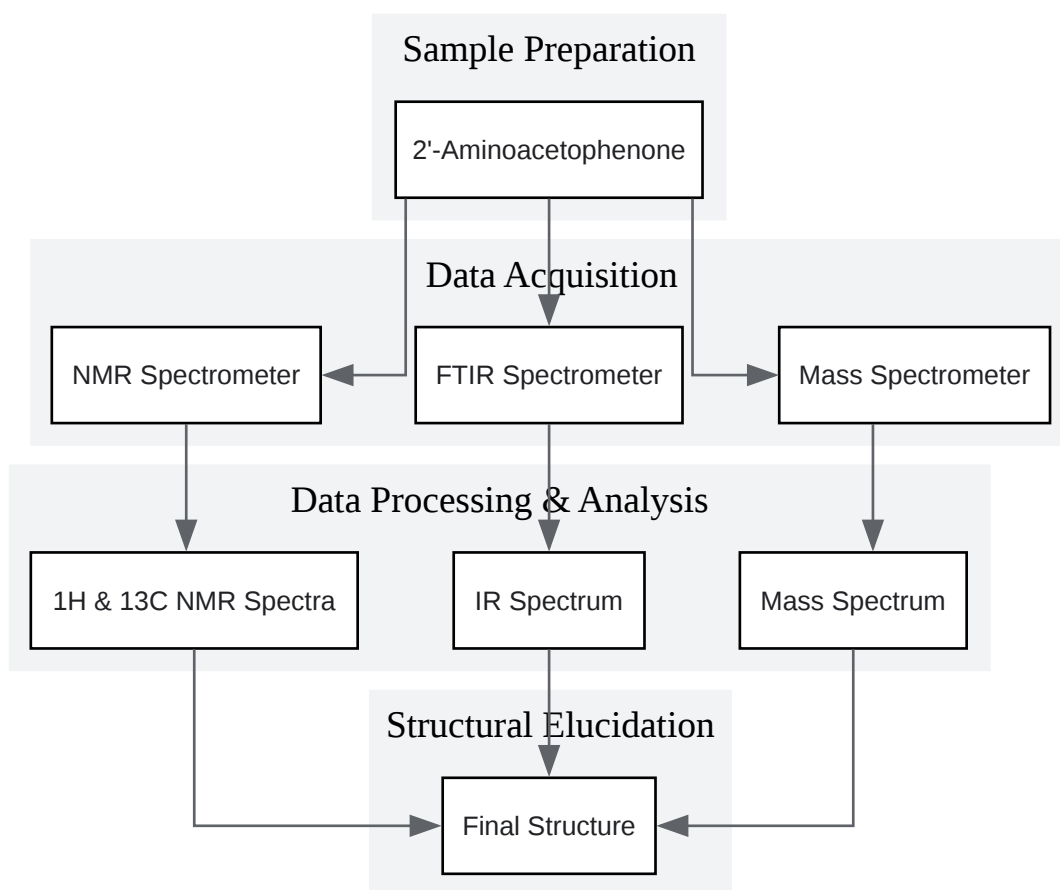 Sample Preparation
2'-Aminoacetophenone
Data Acquisition
NMR Spectrometer
FTIR Spectrometer
Mass Spectrometer
Data Processing & Analysis
1H & 13C NMR Spectra
IR Spectrum
Mass Spectrum
Structural Elucidation
Final Structure